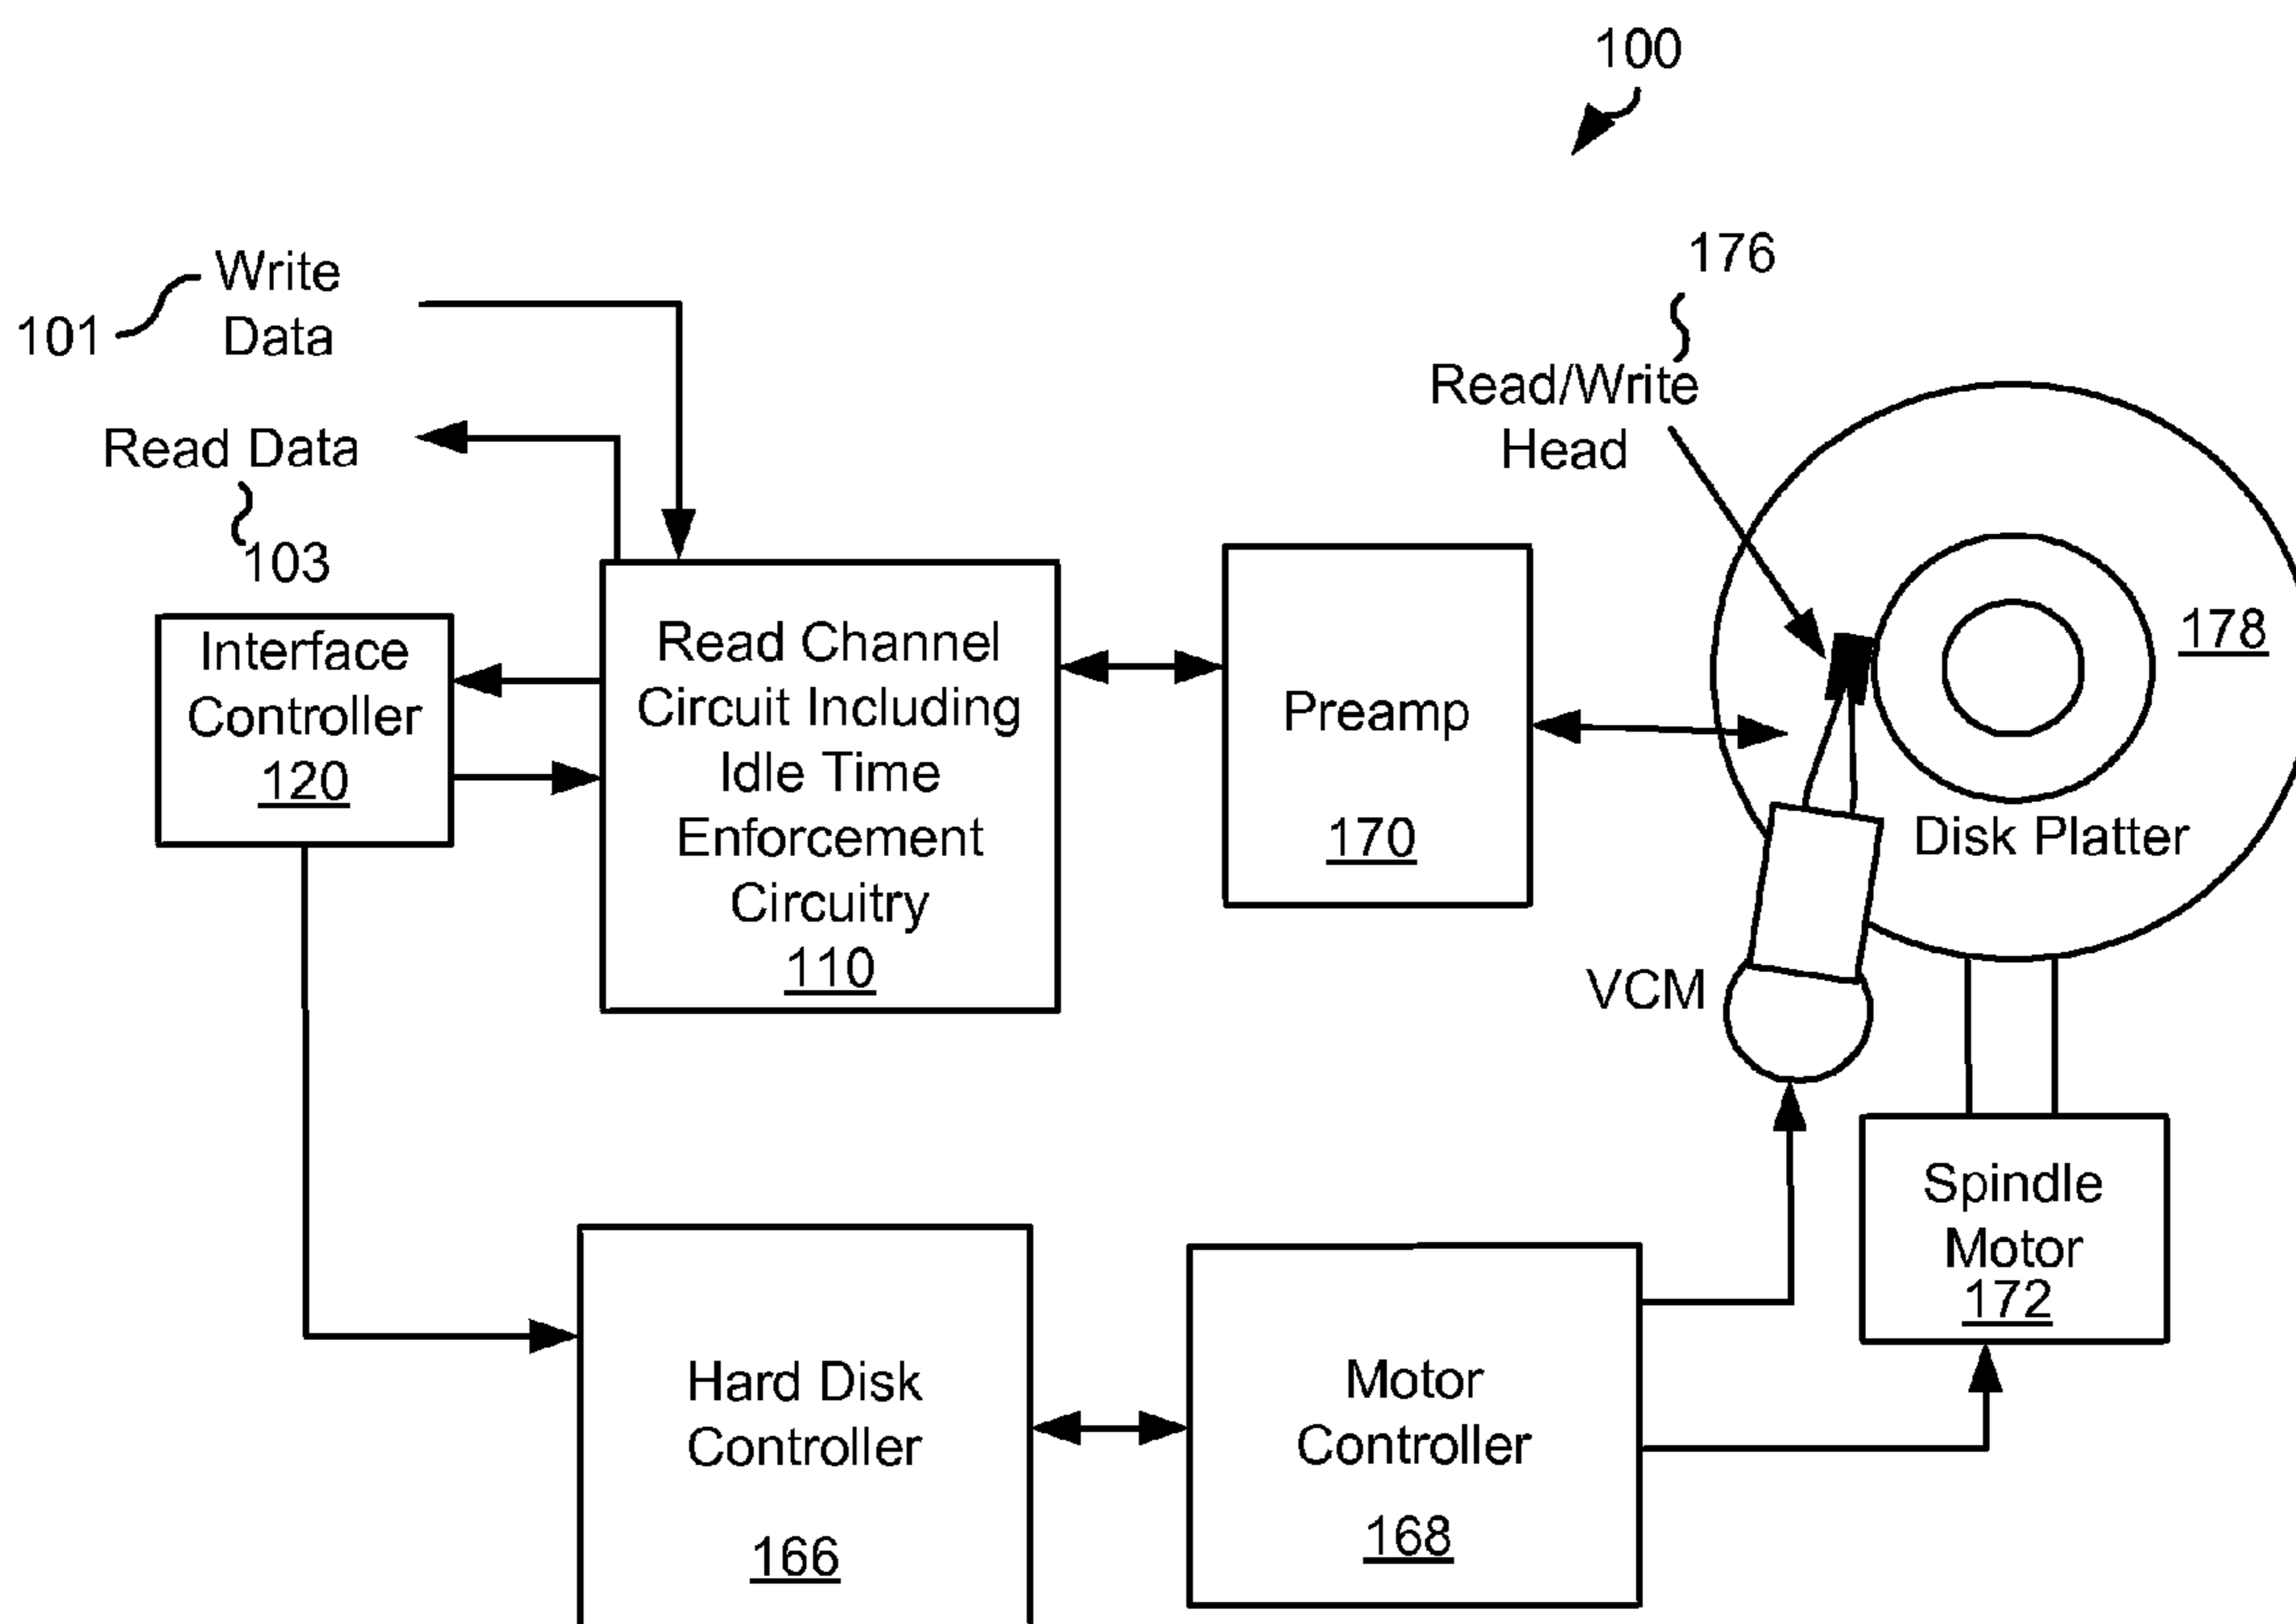 100
176
Write
Data
101
Read/Write
Head
Read Data
103
178
Interface
Controller
120
Read Channel
Circuit Including
Idle Time
Enforcement
Circuitry
110
Preamp
170
Disk Platter
VCM
Spindle
Motor
172
Hard Disk
Controller
166
Motor
Controller
168